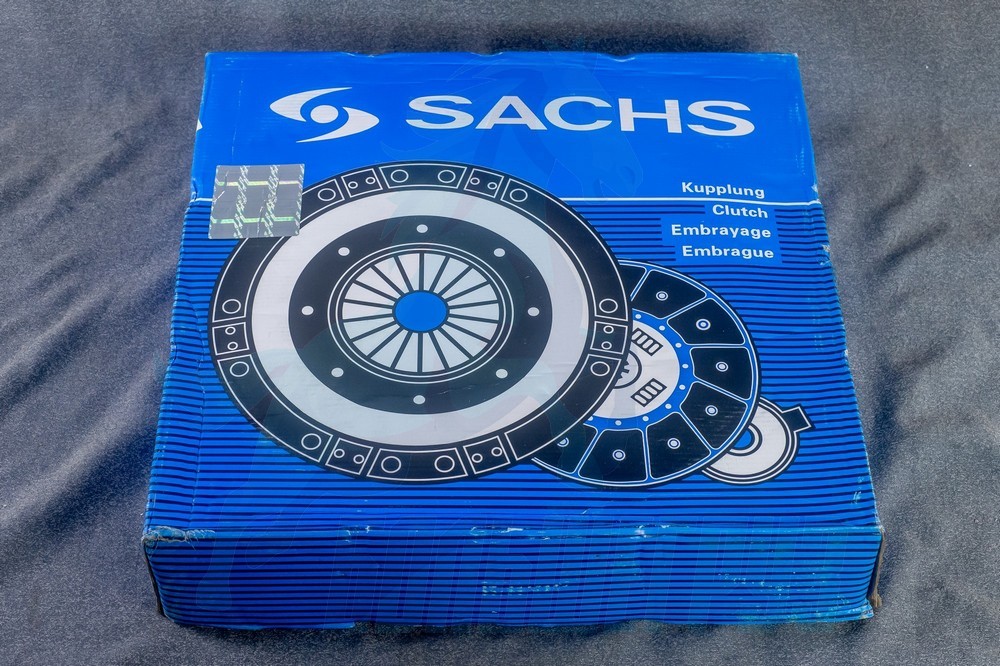 SACHS
Kupplung
Clutch
Embrayage
Embrague